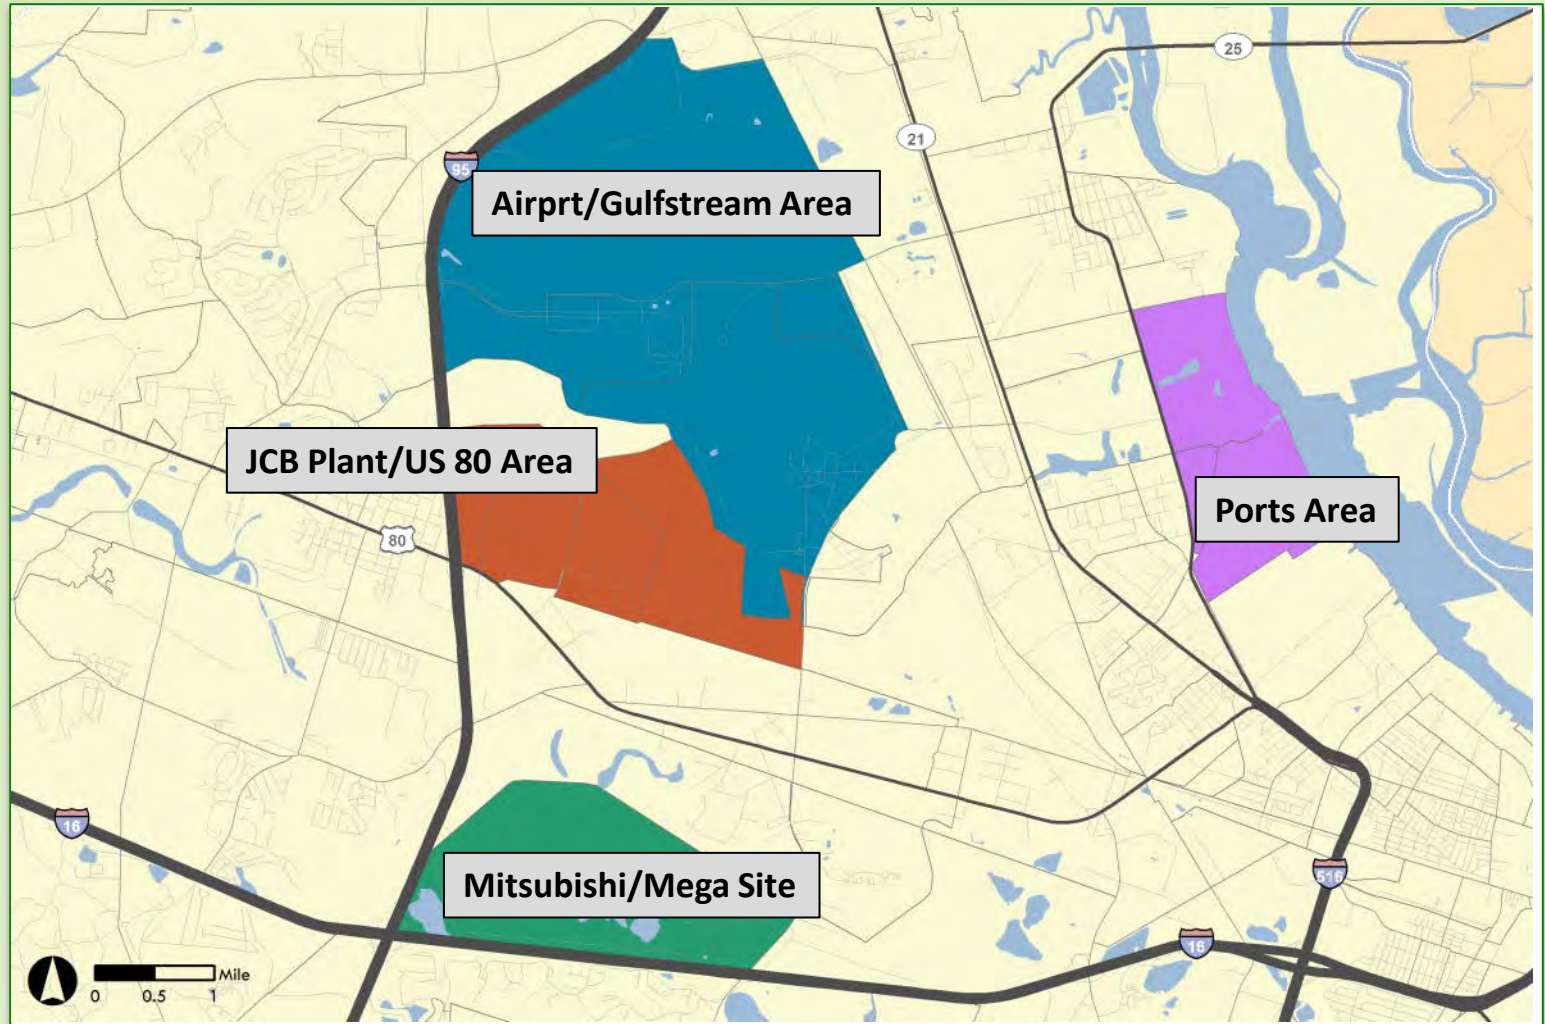 25
21
95
Airprt/Gulfstream Area
JCB Plant/US 80 Area
Ports Area
80
16
Mitsubishi/Mega Site
516
16
Mile
0 0.5 1